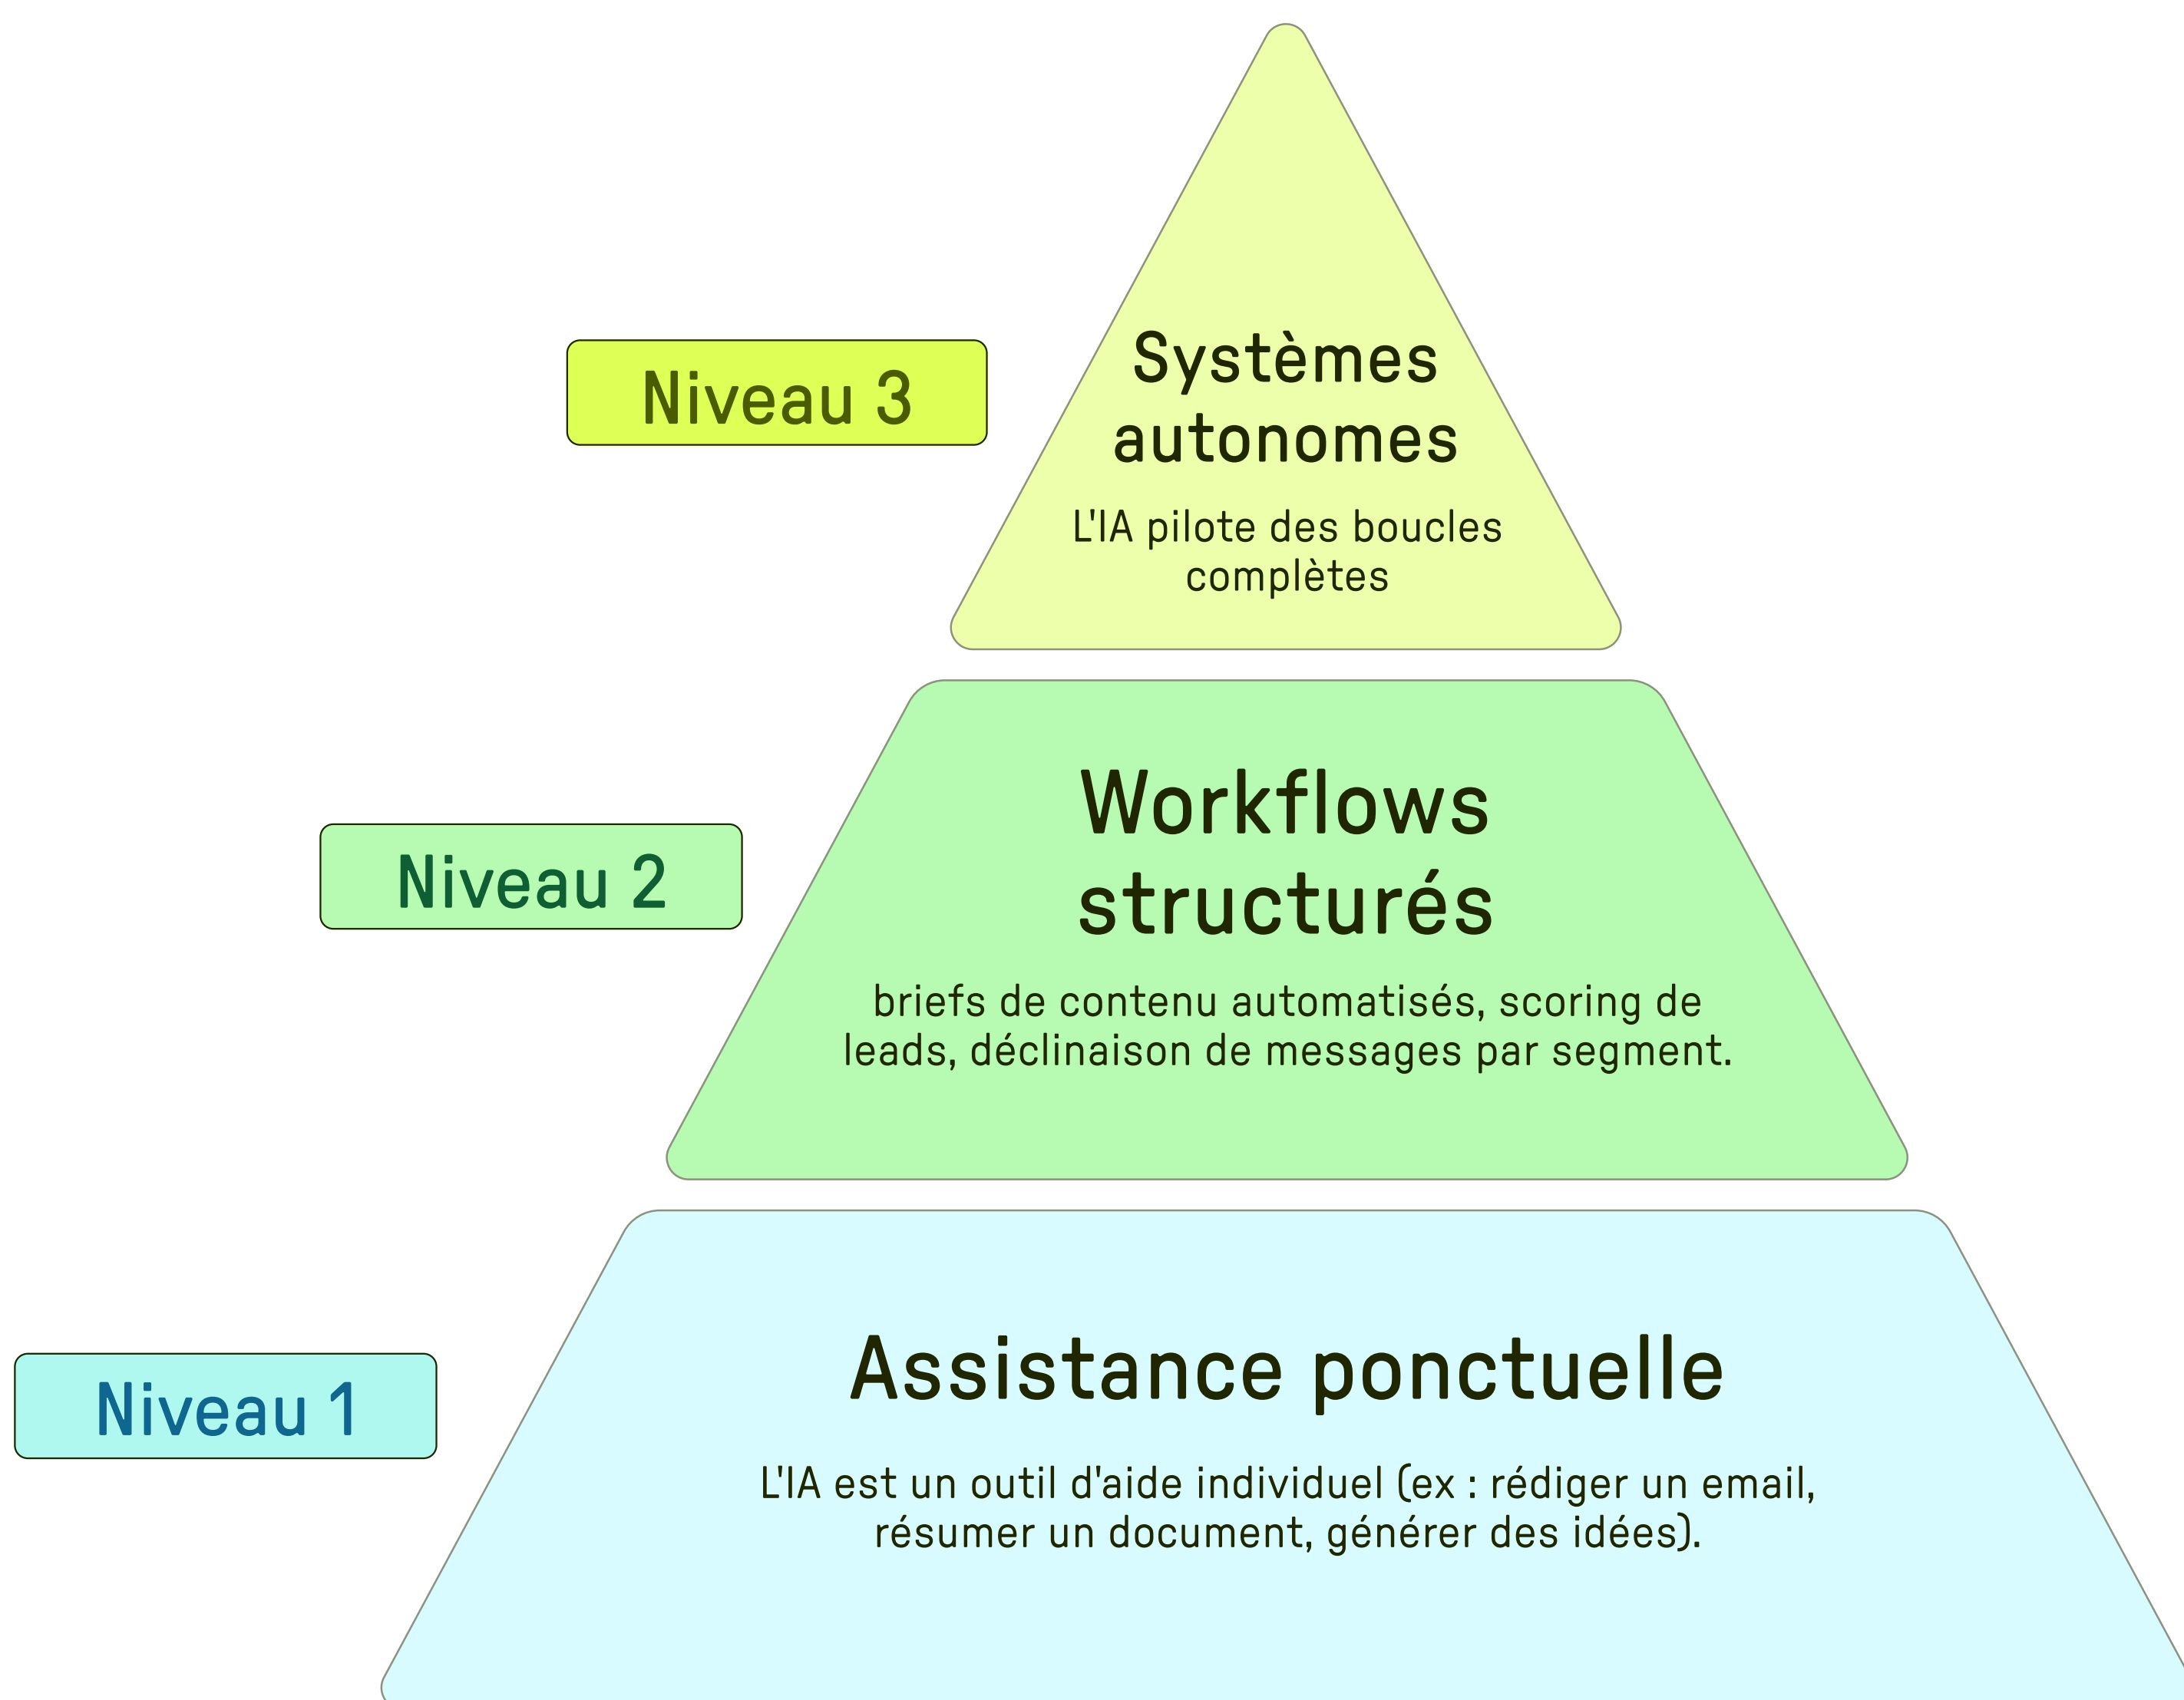 Niveau 3
Systèmes
autonomes
L'IA pilote des boucles
complètes
Niveau 2
Workflows
structurés
briefs de contenu automatisés, scoring de
leads, déclinaison de messages par segment.
Niveau 1
Assistance ponctuelle
L'IA est un outil d'aide individuel (ex : rédiger un email,
résumer un document, générer des idées).